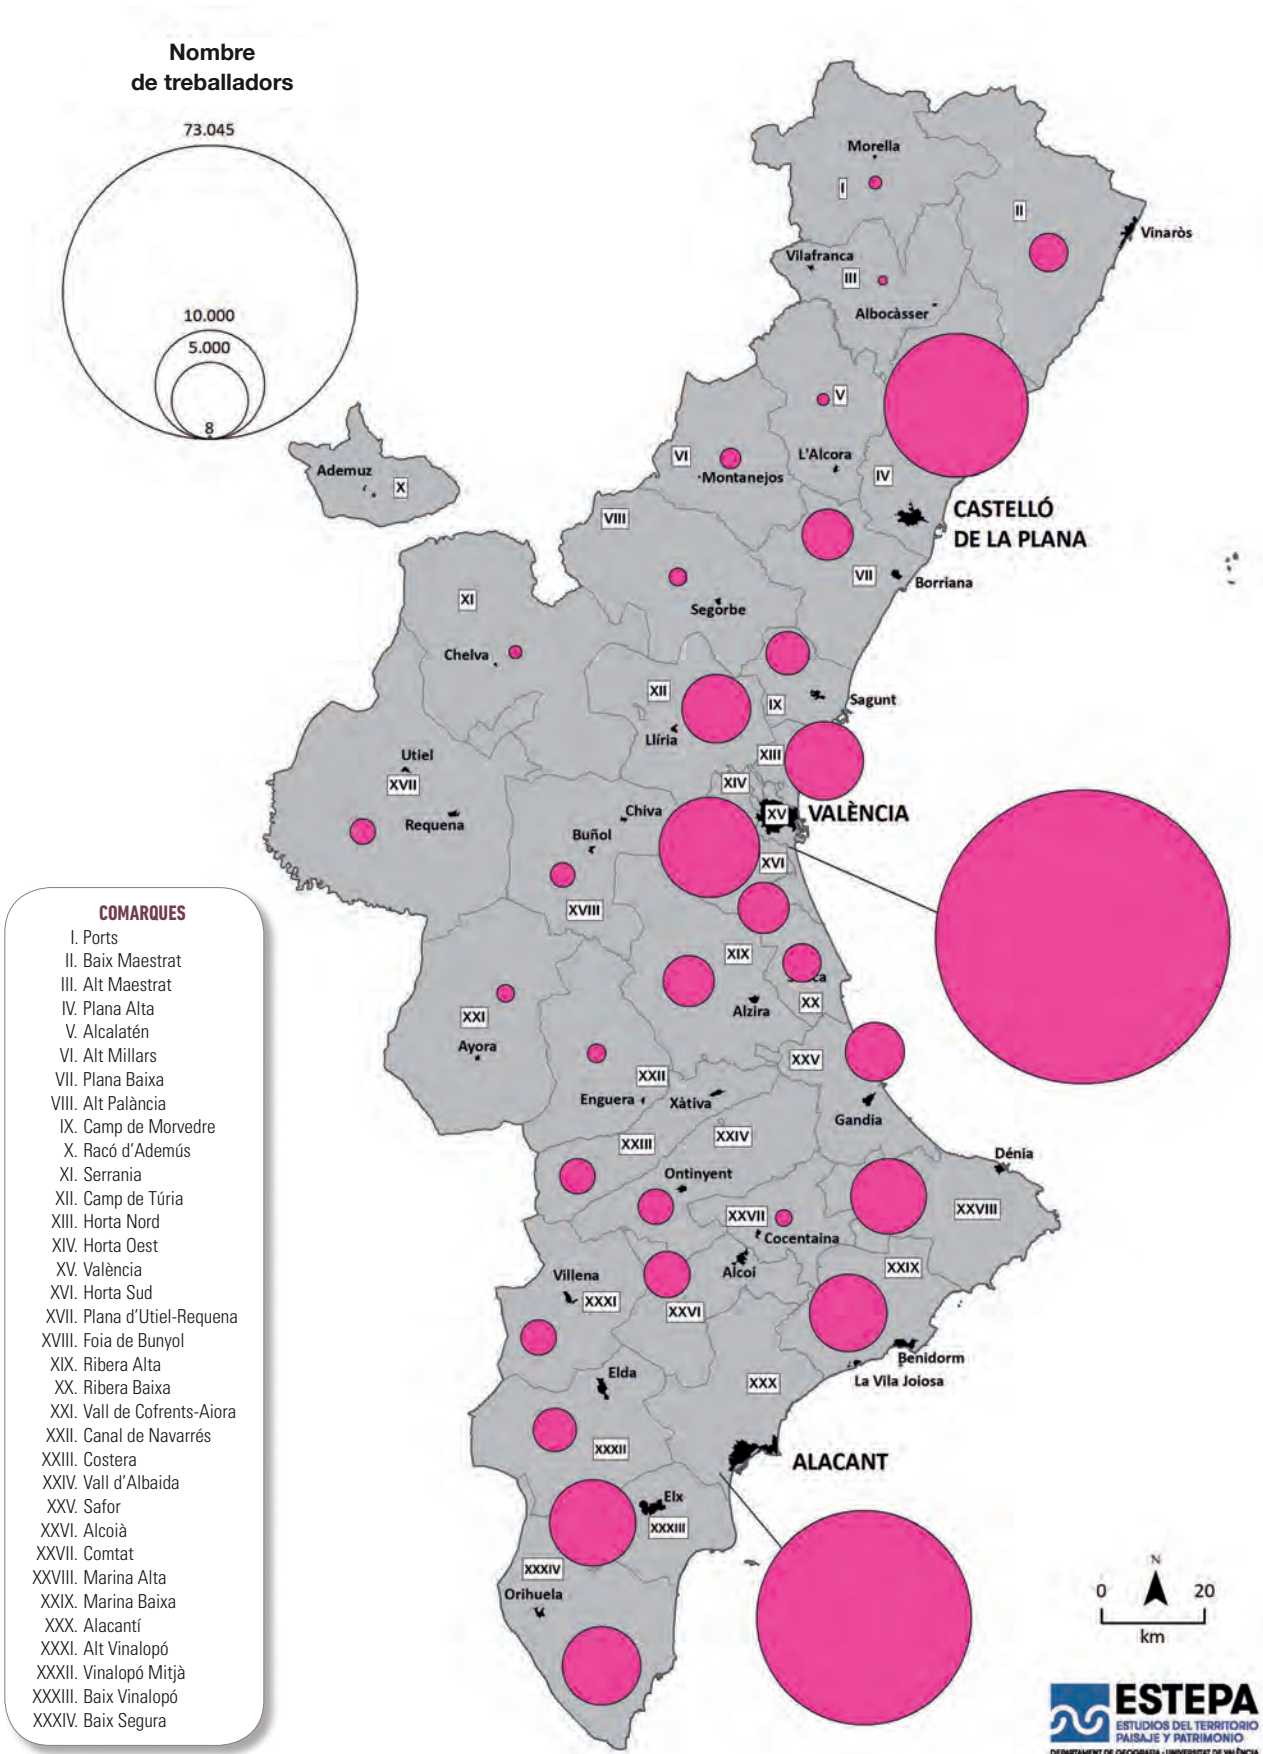 Nombre
de treballadors
73.045
10.000
5.000
8
Morella
I
II
Vinaròs
Vilafranca
III
Albocàsser
V
L'Alcora
VI
Montanejos
IV
Ademuz
X
CASTELLÓ
DE LA PLANA
VIII
VII
Borriana
Segorbe
XI
Chelva
XII
IX
Sagunt
Llíria
XIII
Utiel
XVII
XIV
Requena
Chiva
XV
VALÈNCIA
Buñol
XVI
XVIII
XIX
Alzira
XX
XXI
Ayora
XXV
XXII
Enguera
Xàtiva
Gandia
XXIII
XXIV
Dénia
Ontinyent
XXVII
XXVIII
Cocentaina
Alcoi
XXIX
Villena
XXXI
XXVI
Benidorm
La Vila Joiosa
Elda
XXX
XXXII
ALACANT
Elx
XXXIII
XXXIV
Orihuela
COMARQUES
I. Ports
II. Baix Maestrat
III. Alt Maestrat
IV. Plana Alta
V. Alcalatén
VI. Alt Millars
VII. Plana Baixa
VIII. Alt Palància
IX. Camp de Morvedre
X. Racó d'Ademús
XI. Serrania
XII. Camp de Túria
XIII. Horta Nord
XIV. Horta Oest
XV. València
XVI. Horta Sud
XVII. Plana d'Utiel-Requena
XVIII. Foia de Bunyol
XIX. Ribera Alta
XX. Ribera Baixa
XXI. Vall de Cofrents-Aiora
XXII. Canal de Navarrés
XXIII. Costera
XXIV. Vall d'Albaida
XXV. Safor
XXVI. Alcoià
XXVII. Comtat
XXVIII. Marina Alta
XXIX. Marina Baixa
XXX. Alacantí
XXXI. Alt Vinalopó
XXXII. Vinalopó Mitjà
XXXIII. Baix Vinalopó
XXXIV. Baix Segura
N
0 20
km
ESTEPA
ESTUDIOS DEL TERRITORIO
PAISAJE Y PATRIMONIO
DEPARTAMENT DE GEOGRAFIA - UNIVERSITAT DE VALÈNCIA